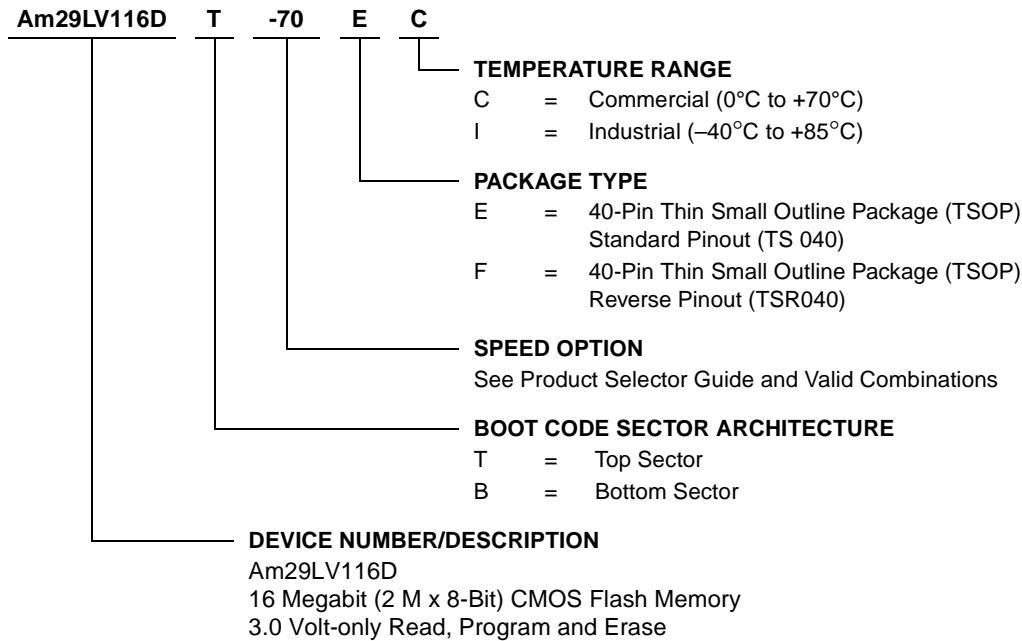 Am29LV116D T -70 E C
TEMPERATURE RANGE
C = Commercial (0°C to +70°C)
I = Industrial (–40°C to +85°C)
PACKAGE TYPE
E = 40-Pin Thin Small Outline Package (TSOP)
Standard Pinout (TS 040)
F = 40-Pin Thin Small Outline Package (TSOP)
Reverse Pinout (TSR040)
SPEED OPTION
See Product Selector Guide and Valid Combinations
BOOT CODE SECTOR ARCHITECTURE
T = Top Sector
B = Bottom Sector
DEVICE NUMBER/DESCRIPTION
Am29LV116D
16 Megabit (2 M x 8-Bit) CMOS Flash Memory
3.0 Volt-only Read, Program and Erase